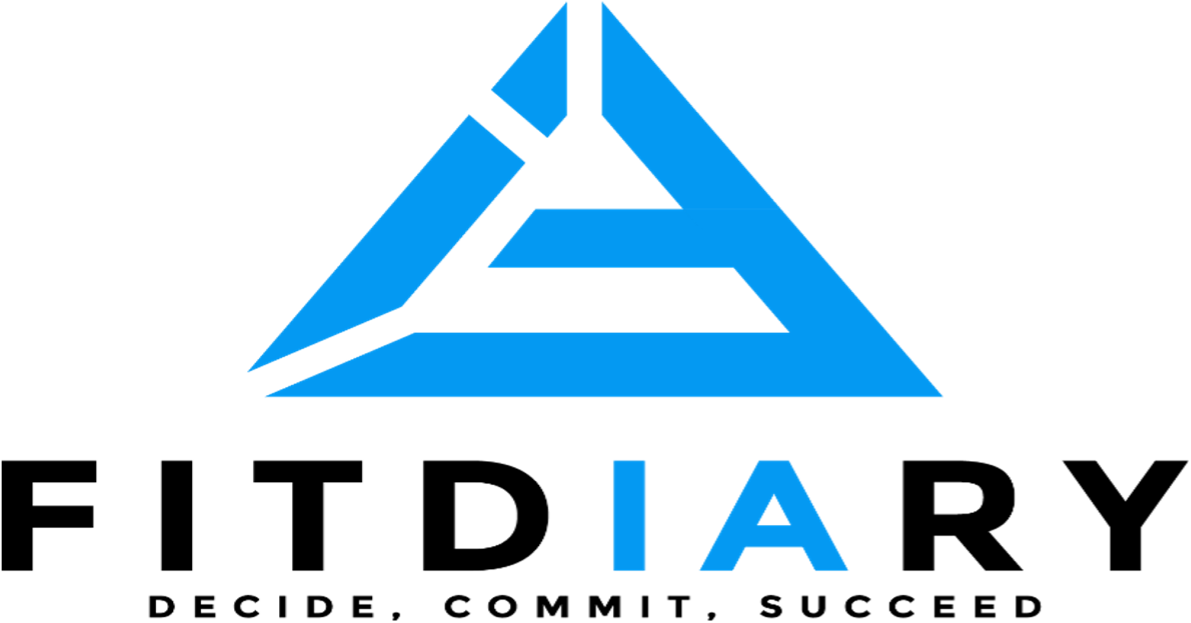 FITDIARY
DECIDE, COMMIT, SUCCEED